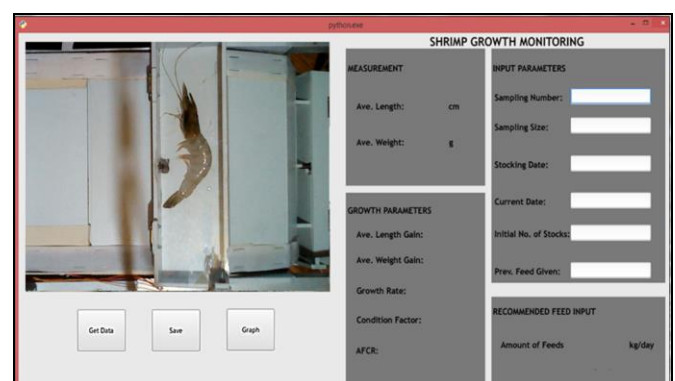 python.exe
SHRIMP GROWTH MONITORING
MEASUREMENT
Ave. Length: cm
Ave. Weight: g
GROWTH PARAMETERS
Ave. Length Gain:
Ave. Weight Gain:
Growth Rate:
Condition Factor:
AFCR:
INPUT PARAMETERS
Sampling Number:
Sampling Size:
Stocking Date:
Current Date:
Initial No. of Stocks:
Prev. Feed Given:
RECOMMENDED FEED INPUT
Amount of Feeds kg/day
Get Data
Save
Graph